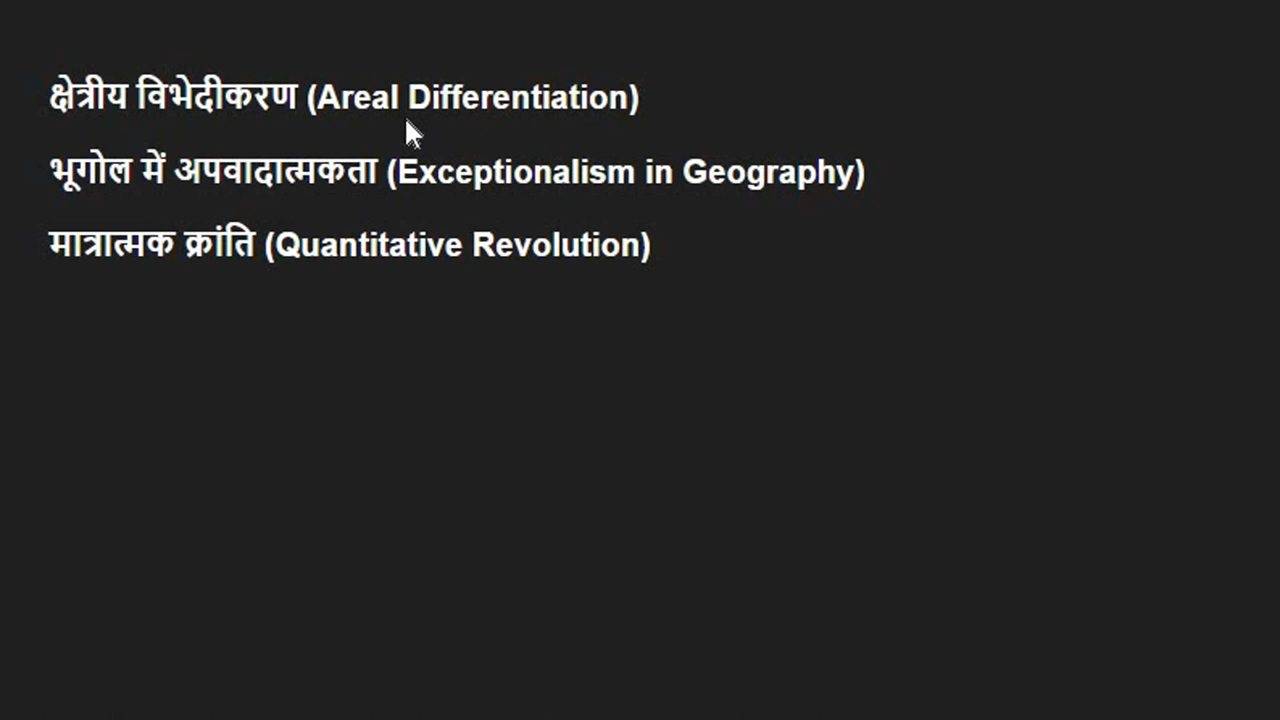 क्षेत्रीय विभेदीकरण (Areal Differentiation)
भूगोल में अपवादात्मकता (Exceptionalism in Geography)
मात्रात्मक क्रांति (Quantitative Revolution)